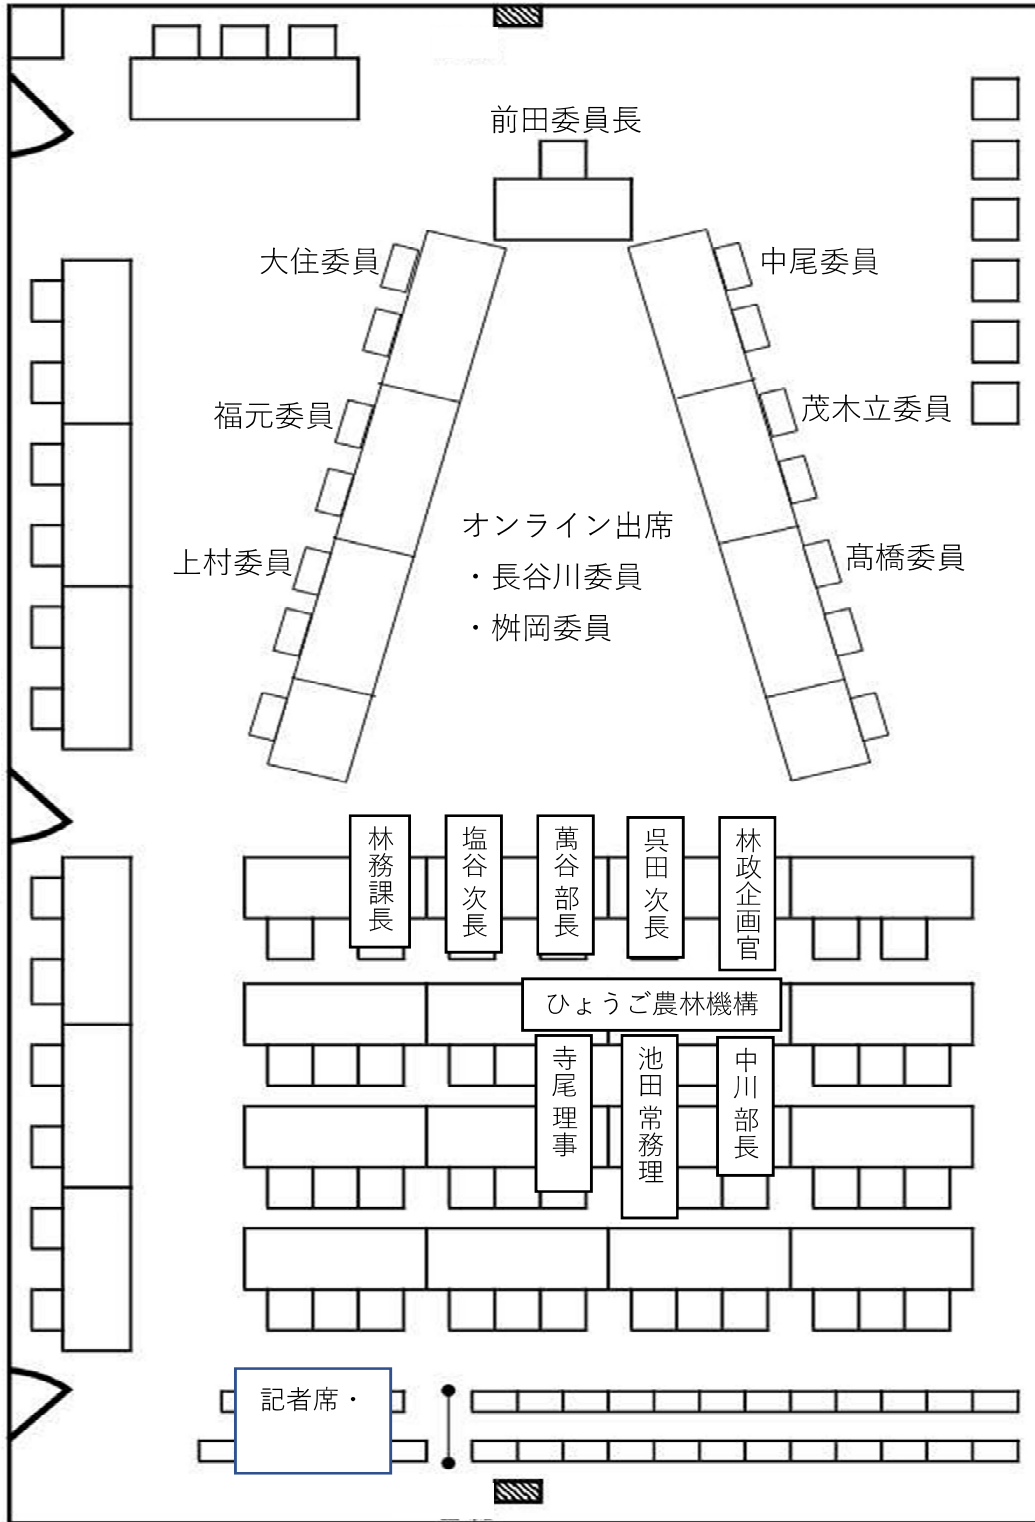 前田委員長
大住委員
中尾委員
福元委員
茂木立委員
オンライン出席
・長谷川委員
・桝岡委員
上村委員
髙橋委員
林務課長
塩谷次長
萬谷部長
呉田次長
林政企画官
ひょうご農林機構
寺尾理事
池田常務理
中川部長
記者席・